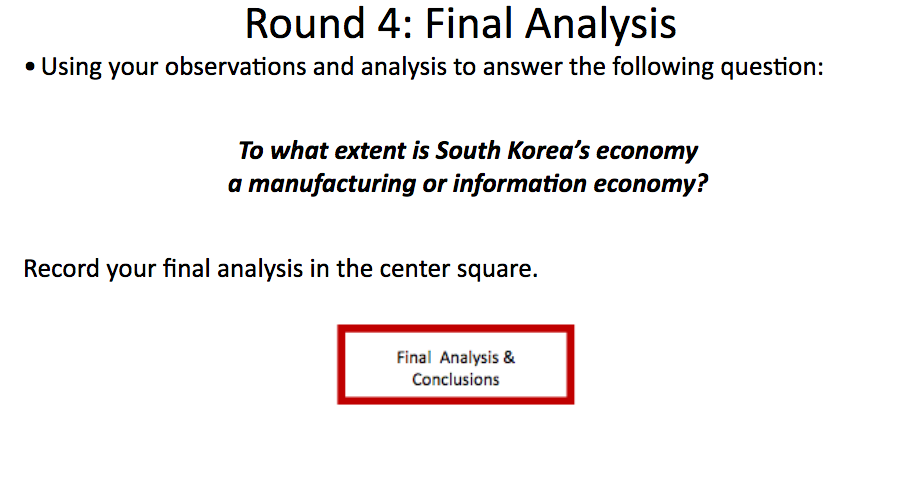 Round 4: Final Analysis
• Using your observations and analysis to answer the following question:
To what extent is South Korea’s economy
a manufacturing or information economy?
Record your final analysis in the center square.
Final Analysis &
Conclusions